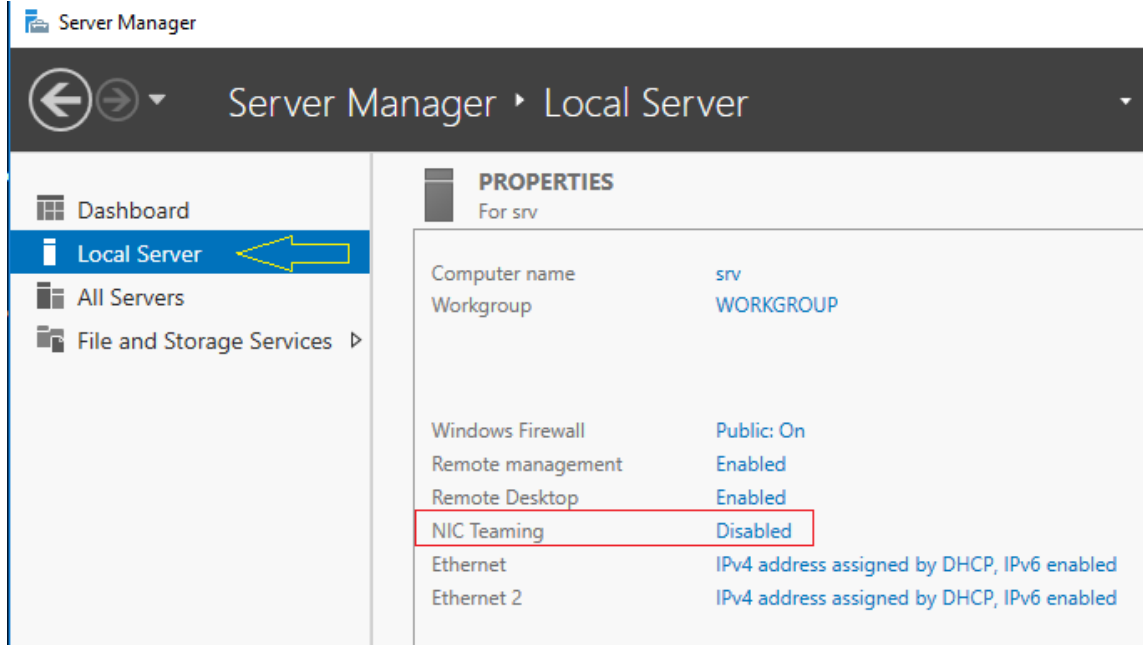 Server Manager
Server Manager ‣ Local Server
Dashboard
Local Server
All Servers
File and Storage Services
PROPERTIES
For srv
Computer name srv
Workgroup WORKGROUP
Windows Firewall Public: On
Remote management Enabled
Remote Desktop Enabled
NIC Teaming Disabled
Ethernet IPv4 address assigned by DHCP, IPv6 enabled
Ethernet 2 IPv4 address assigned by DHCP, IPv6 enabled